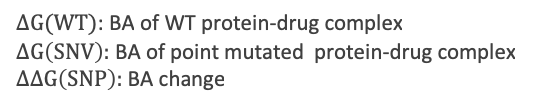 ΔG(WT): BA of WT protein-drug complex
ΔG(SNV): BA of point mutated protein-drug complex
ΔΔG(SNP): BA change